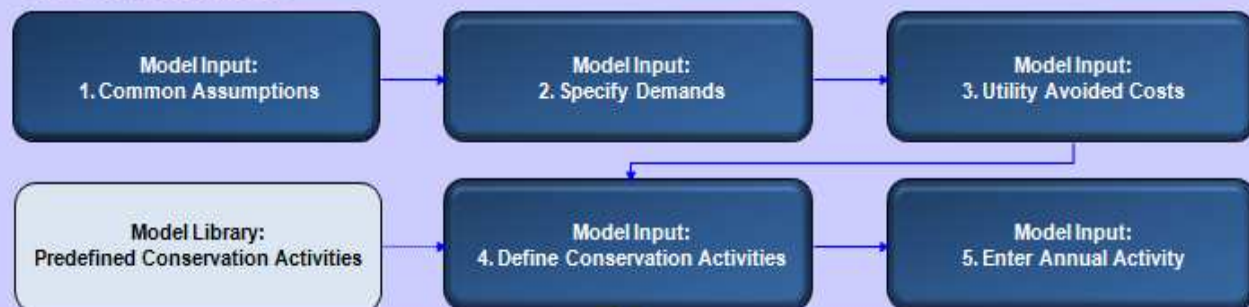 Model Input:
1. Common Assumptions
Model Input:
2. Specify Demands
Model Input:
3. Utility Avoided Costs
Model Library:
Predefined Conservation Activities
Model Input:
4. Define Conservation Activities
Model Input:
5. Enter Annual Activity